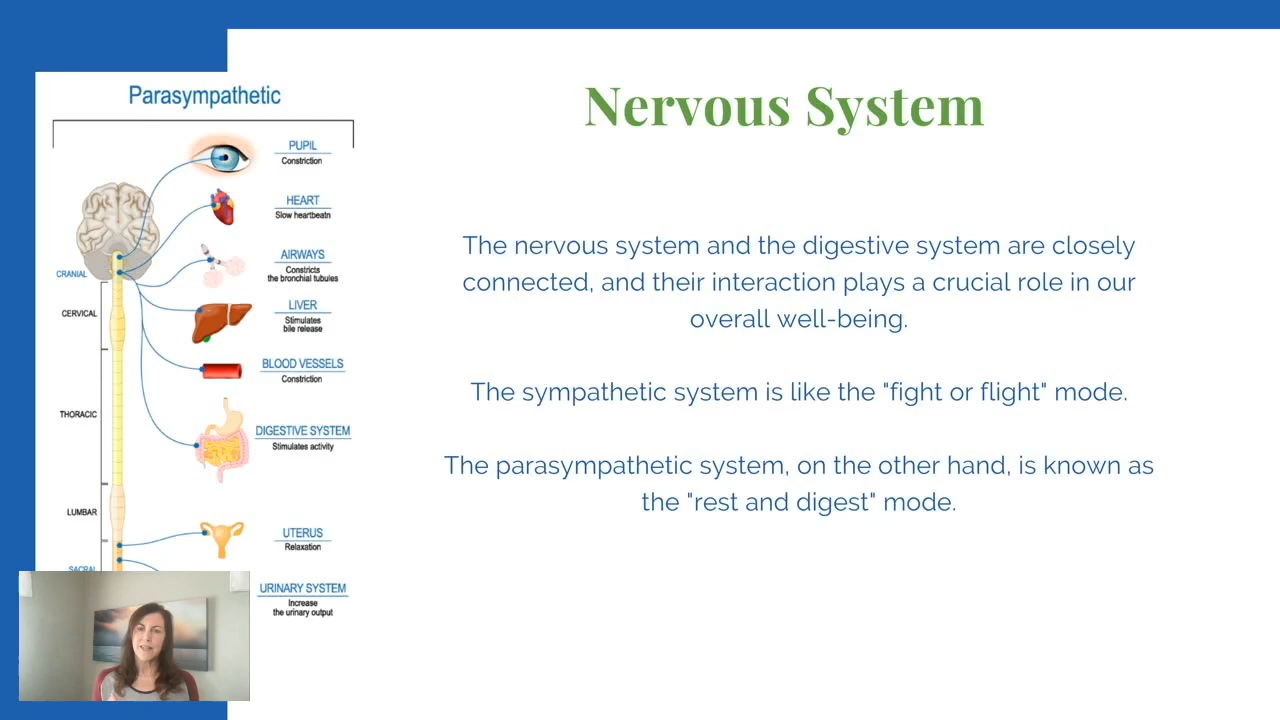 Parasympathetic
PUPIL
Constriction
HEART
Slow heartbeatn
AIRWAYS
Constricts
the bronchial tubules
CRANIAL
LIVER
Stimulates
bile release
CERVICAL
BLOOD VESSELS
Constriction
THORACIC
DIGESTIVE SYSTEM
Stimulates activity
LUMBAR
UTERUS
Relaxation
SACRAL
URINARY SYSTEM
Increase
the urinary output
Nervous System
The nervous system and the digestive system are closely
connected, and their interaction plays a crucial role in our
overall well-being.
The sympathetic system is like the "fight or flight" mode.
The parasympathetic system, on the other hand, is known as
the "rest and digest" mode.